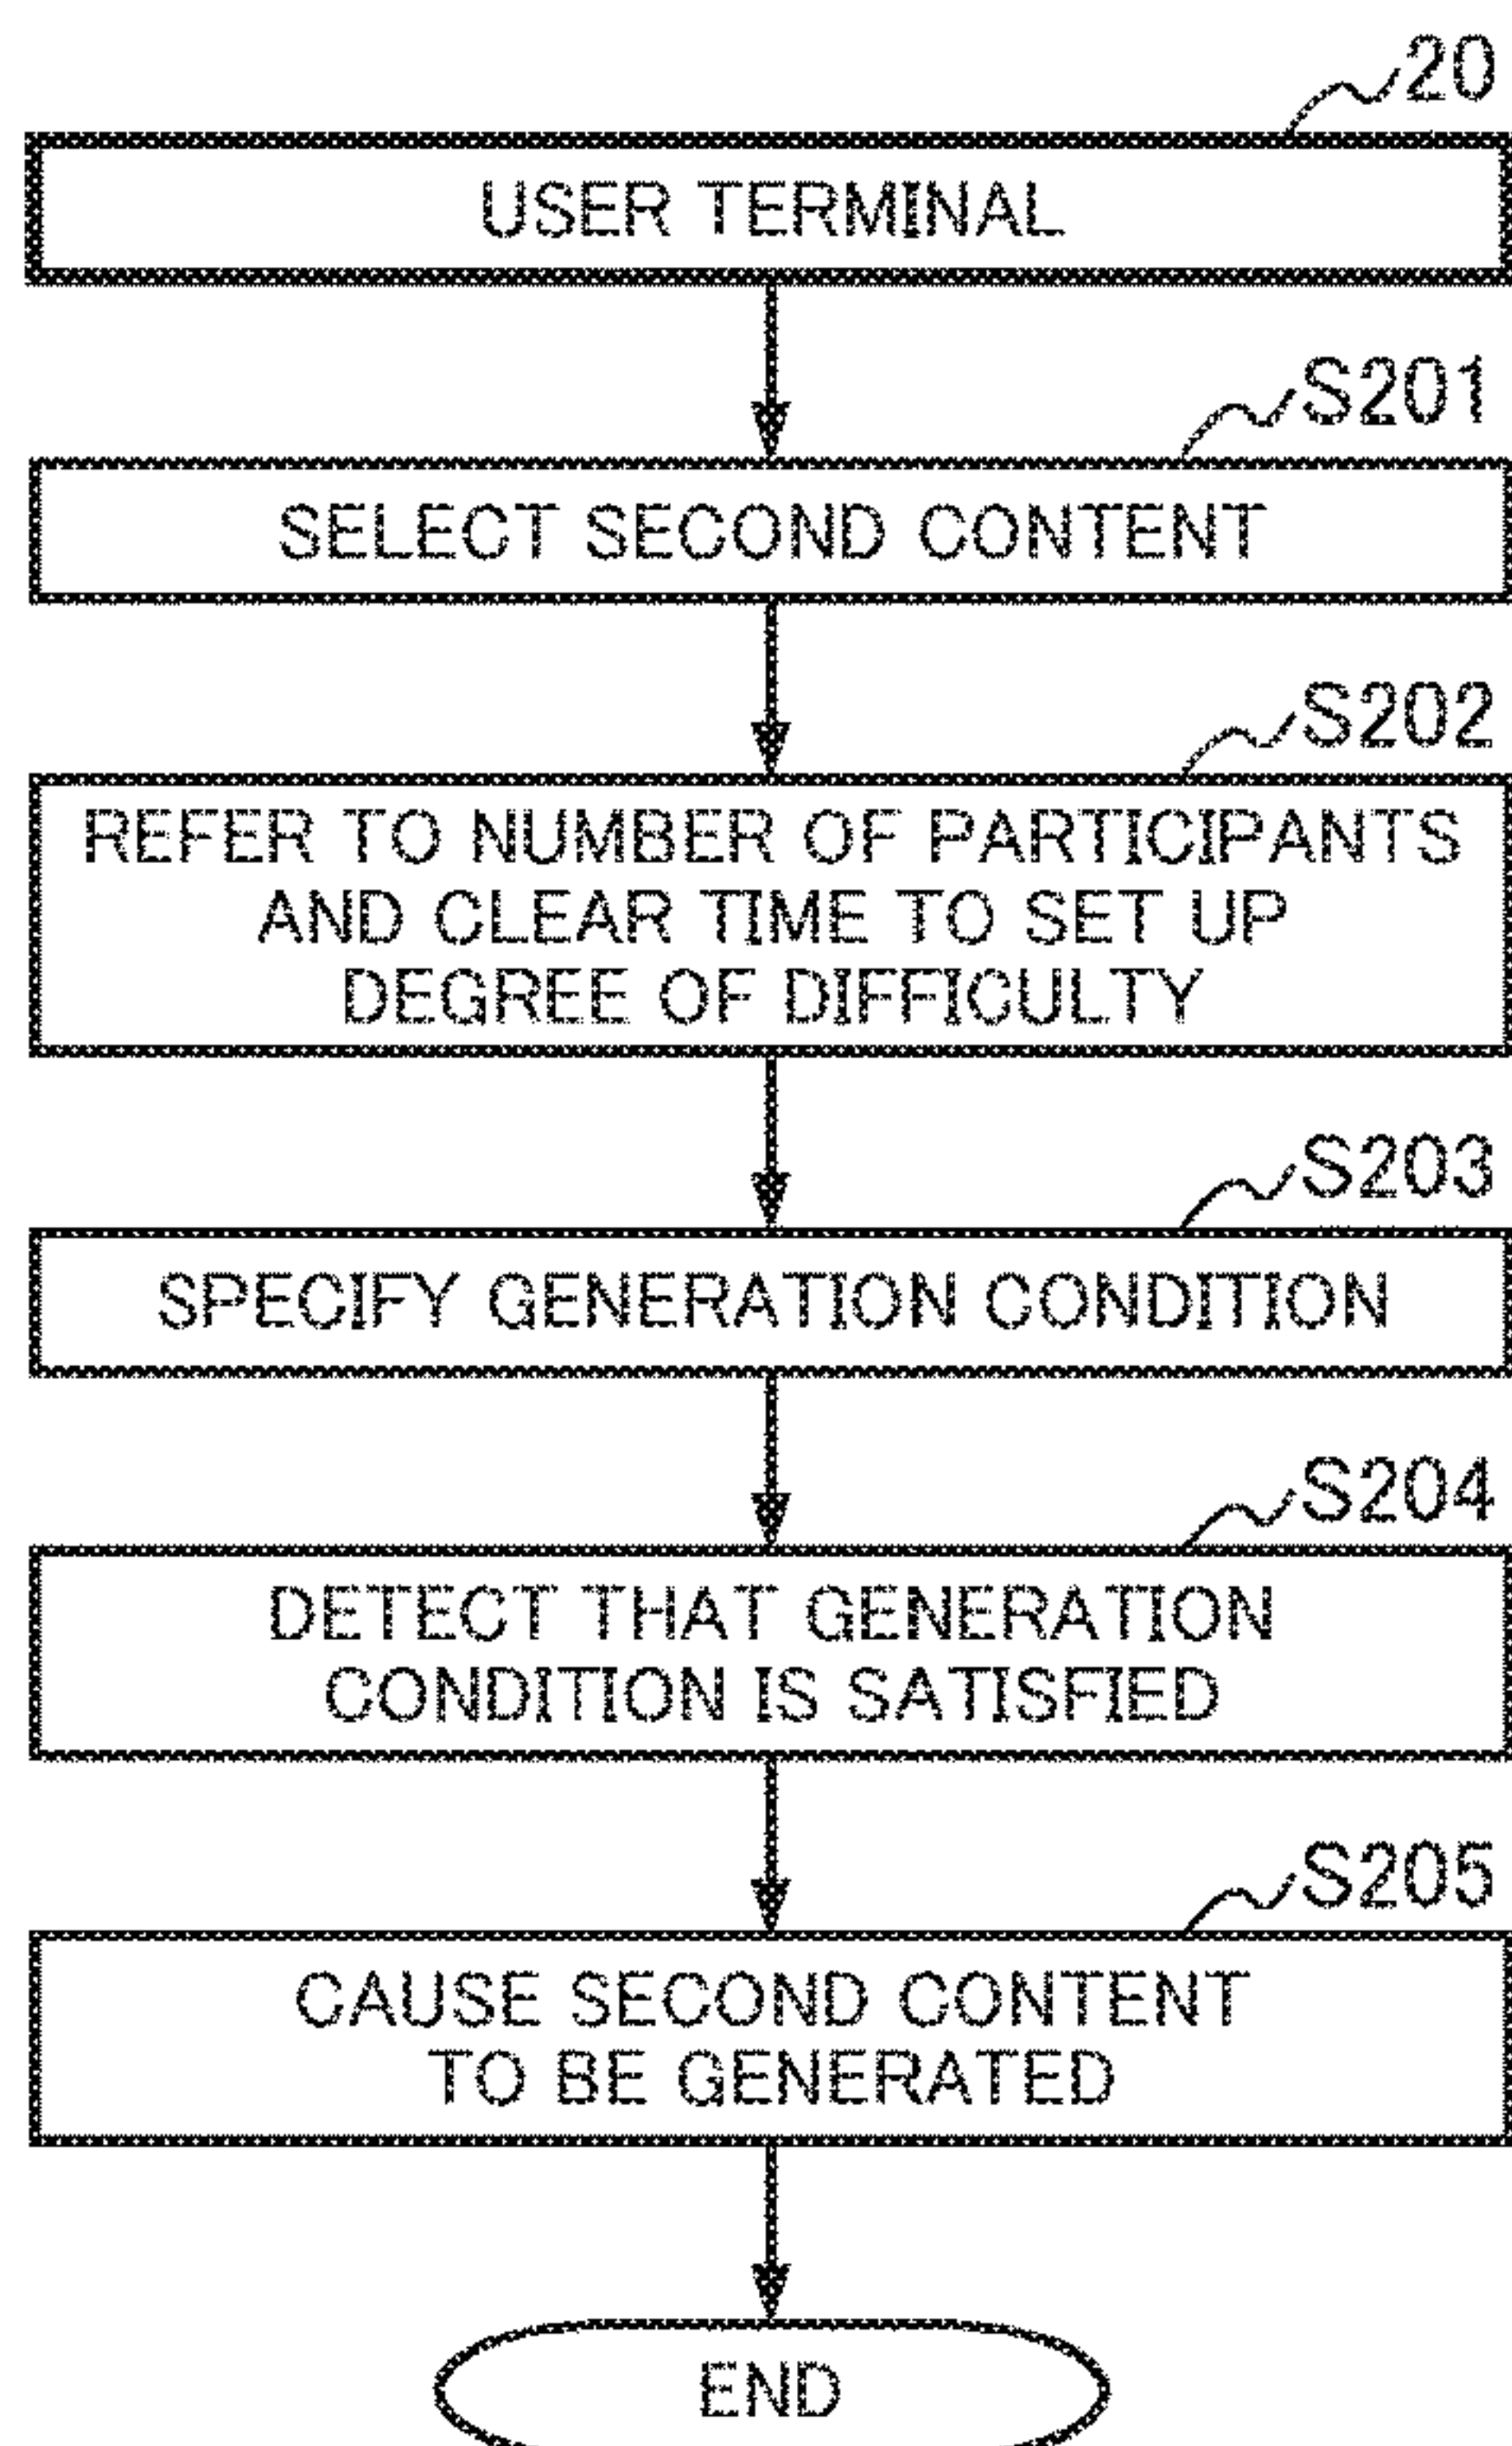 20
USER TERMINAL
S201
SELECT SECOND CONTENT
S202
REFER TO NUMBER OF PARTICIPANTS
AND CLEAR TIME TO SET UP
DEGREE OF DIFFICULTY
S203
SPECIFY GENERATION CONDITION
S204
DETECT THAT GENERATION
CONDITION IS SATISFIED
S205
CAUSE SECOND CONTENT
TO BE GENERATED
END